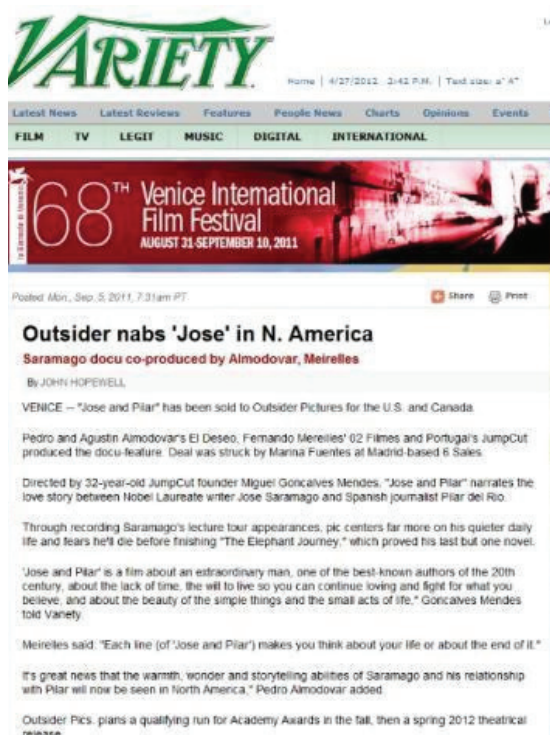 VARIETY
Home | 4/27/2012 2:42 P.M. | Text size: a⁻ A⁺
Latest News Latest Reviews Features People News Charts Opinions Events
FILM TV LEGIT MUSIC DIGITAL INTERNATIONAL
la Biennale di Venezia
68TH Venice International
Film Festival
AUGUST 31-SEPTEMBER 10, 2011
Posted: Mon., Sep. 5, 2011, 7:31am PT
Share Print
Outsider nabs 'Jose' in N. America
Saramago docu co-produced by Almodovar, Meirelles
By JOHN HOPEWELL
VENICE -- "Jose and Pilar" has been sold to Outsider Pictures for the U.S. and Canada.
Pedro and Agustin Almodovar's El Deseo, Fernando Mereilles' 02 Filmes and Portugal's JumpCut
produced the docu-feature. Deal was struck by Marina Fuentes at Madrid-based 6 Sales.
Directed by 32-year-old JumpCut founder Miguel Goncalves Mendes, "Jose and Pilar" narrates the
love story between Nobel Laureate writer Jose Saramago and Spanish journalist Pilar del Rio.
Through recording Saramago's lecture tour appearances, pic centers far more on his quieter daily
life and fears he'll die before finishing "The Elephant Journey," which proved his last but one novel.
'Jose and Pilar' is a film about an extraordinary man, one of the best-known authors of the 20th
century, about the lack of time, the will to live so you can continue loving and fight for what you
believe, and about the beauty of the simple things and the small acts of life," Goncalves Mendes
told Variety.
Meirelles said: "Each line (of 'Jose and Pilar') makes you think about your life or about the end of it."
It's great news that the warmth, wonder and storytelling abilities of Saramago and his relationship
with Pilar will now be seen in North America," Pedro Almodovar added.
Outsider Pics. plans a qualifying run for Academy Awards in the fall, then a spring 2012 theatrical
release